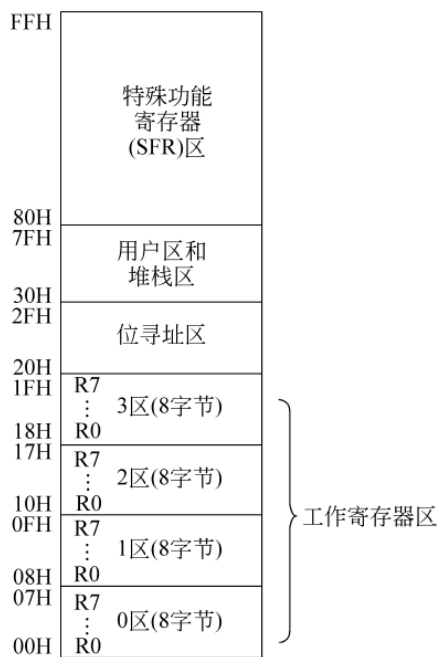 FFH
特殊功能
寄存器
(SFR)区
80H
7FH
用户区和
堆栈区
30H
2FH
位寻址区
20H
1FH
R7
⋮
3区(8字节)
18H
R0
17H
R7
⋮
2区(8字节)
10H
R0
0FH
R7
⋮
1区(8字节)
08H
R0
07H
R7
⋮
0区(8字节)
00H
R0
工作寄存器区